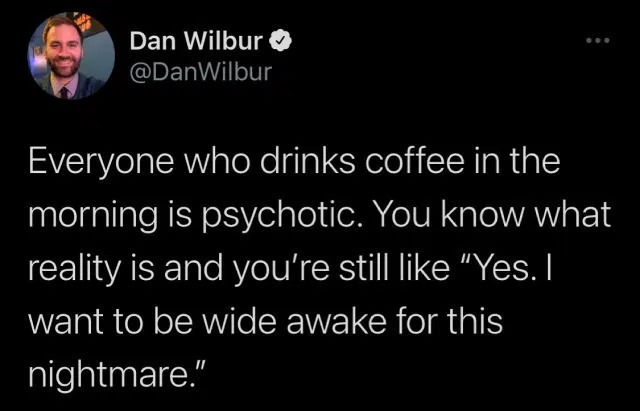 Dan Wilbur
@DanWilbur
Everyone who drinks coffee in the
morning is psychotic. You know what
reality is and you’re still like “Yes. I
want to be wide awake for this
nightmare.”